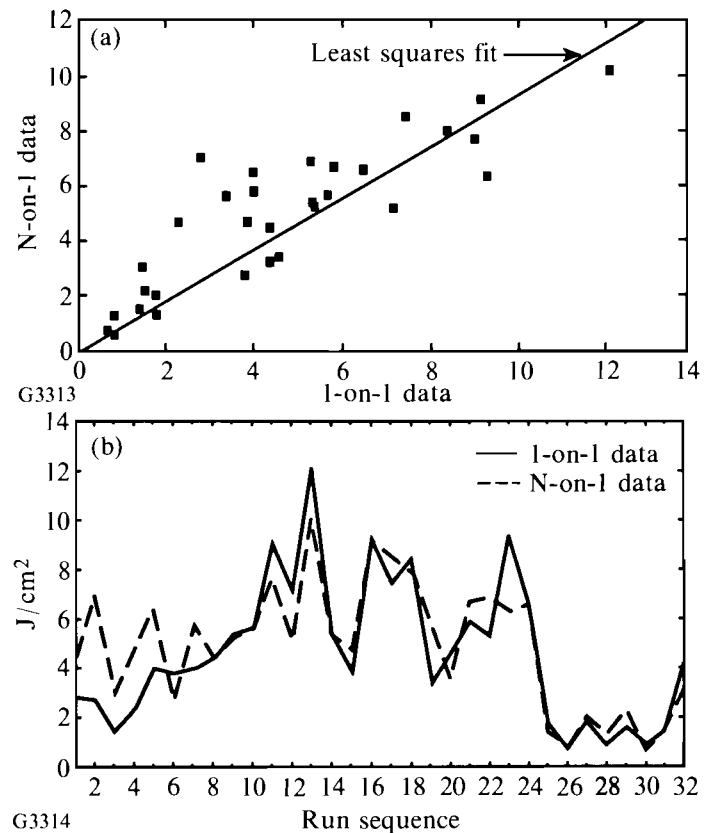 (a)
Least squares fit
N-on-1 data
12
10
8
6
4
2
0
0 2 4 6 8 10 12 14
1-on-1 data
G3313
(b)
1-on-1 data
N-on-1 data
J/cm²
14
12
10
8
6
4
2
0
2 4 6 8 10 12 14 16 18 20 22 24 26 28 30 32
Run sequence
G3314